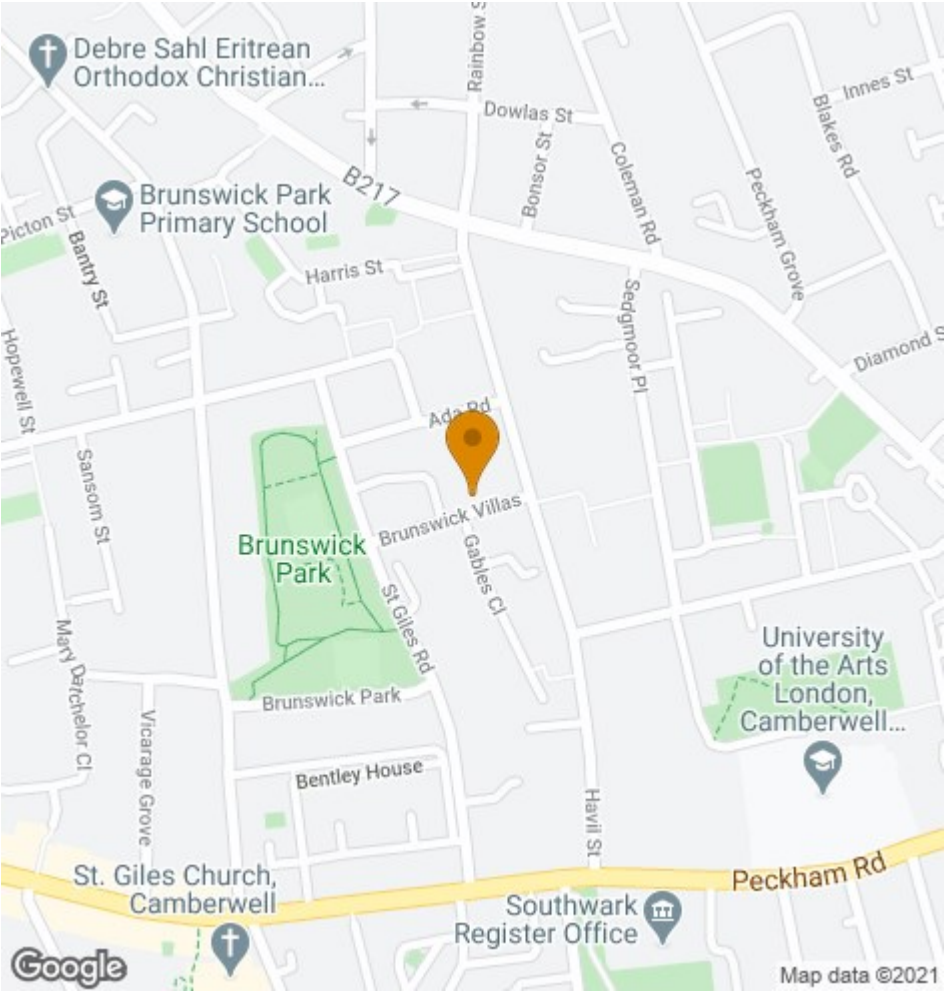 Debre Sahl Eritrean
Orthodox Christian...
Rainbow S
Dowlas St
Innes St
Blakes Rd
Bonsor St
Coleman Rd
B217
Brunswick Park
Primary School
Picton St
Bantry St
Peckham Grove
Harris St
Sedgmoor Pl
Hopewell St
Diamond S
Ada Rd
Sansom St
Brunswick Villas
Brunswick
Park
Gables Cl
St Giles Rd
University
of the Arts
London,
Camberwell...
Mary Datchelor Cl
Brunswick Park
Vicarage Grove
Bentley House
Havil St
Peckham Rd
St. Giles Church,
Camberwell
Southwark
Register Office
Google
Map data ©2021